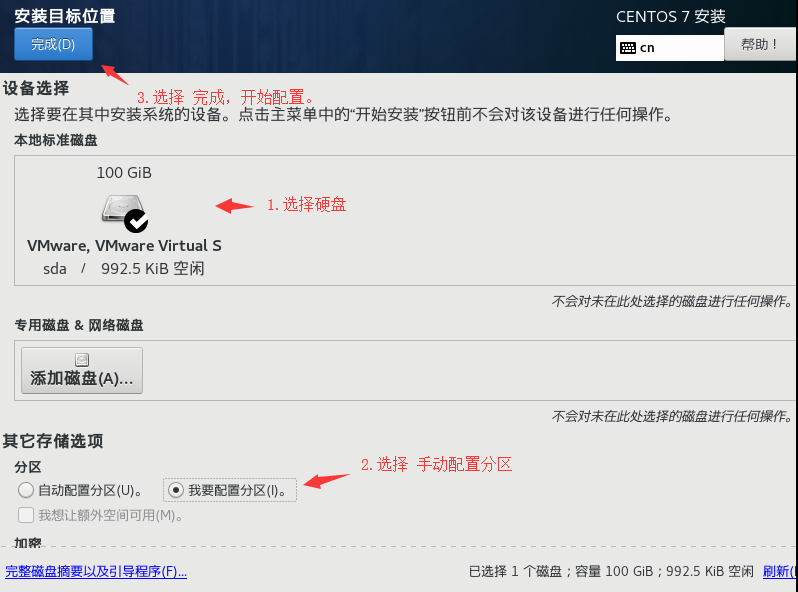 安装目标位置
CENTOS 7 安装
完成(D)
cn
帮助！
3.选择 完成，开始配置。
设备选择
选择要在其中安装系统的设备。点击主菜单中的“开始安装”按钮前不会对该设备进行任何操作。
本地标准磁盘
100 GiB
1.选择硬盘
VMware, VMware Virtual S
sda / 992.5 KiB 空闲
不会对未在此处选择的磁盘进行任何操作。
专用磁盘 & 网络磁盘
添加磁盘(A)...
不会对未在此处选择的磁盘进行任何操作。
其它存储选项
分区
2.选择 手动配置分区
自动配置分区(U)。
我要配置分区(I)。
我想让额外空间可用(M)。
加密
完整磁盘摘要以及引导程序(F)...
已选择 1 个磁盘；容量 100 GiB；992.5 KiB 空闲
刷新(